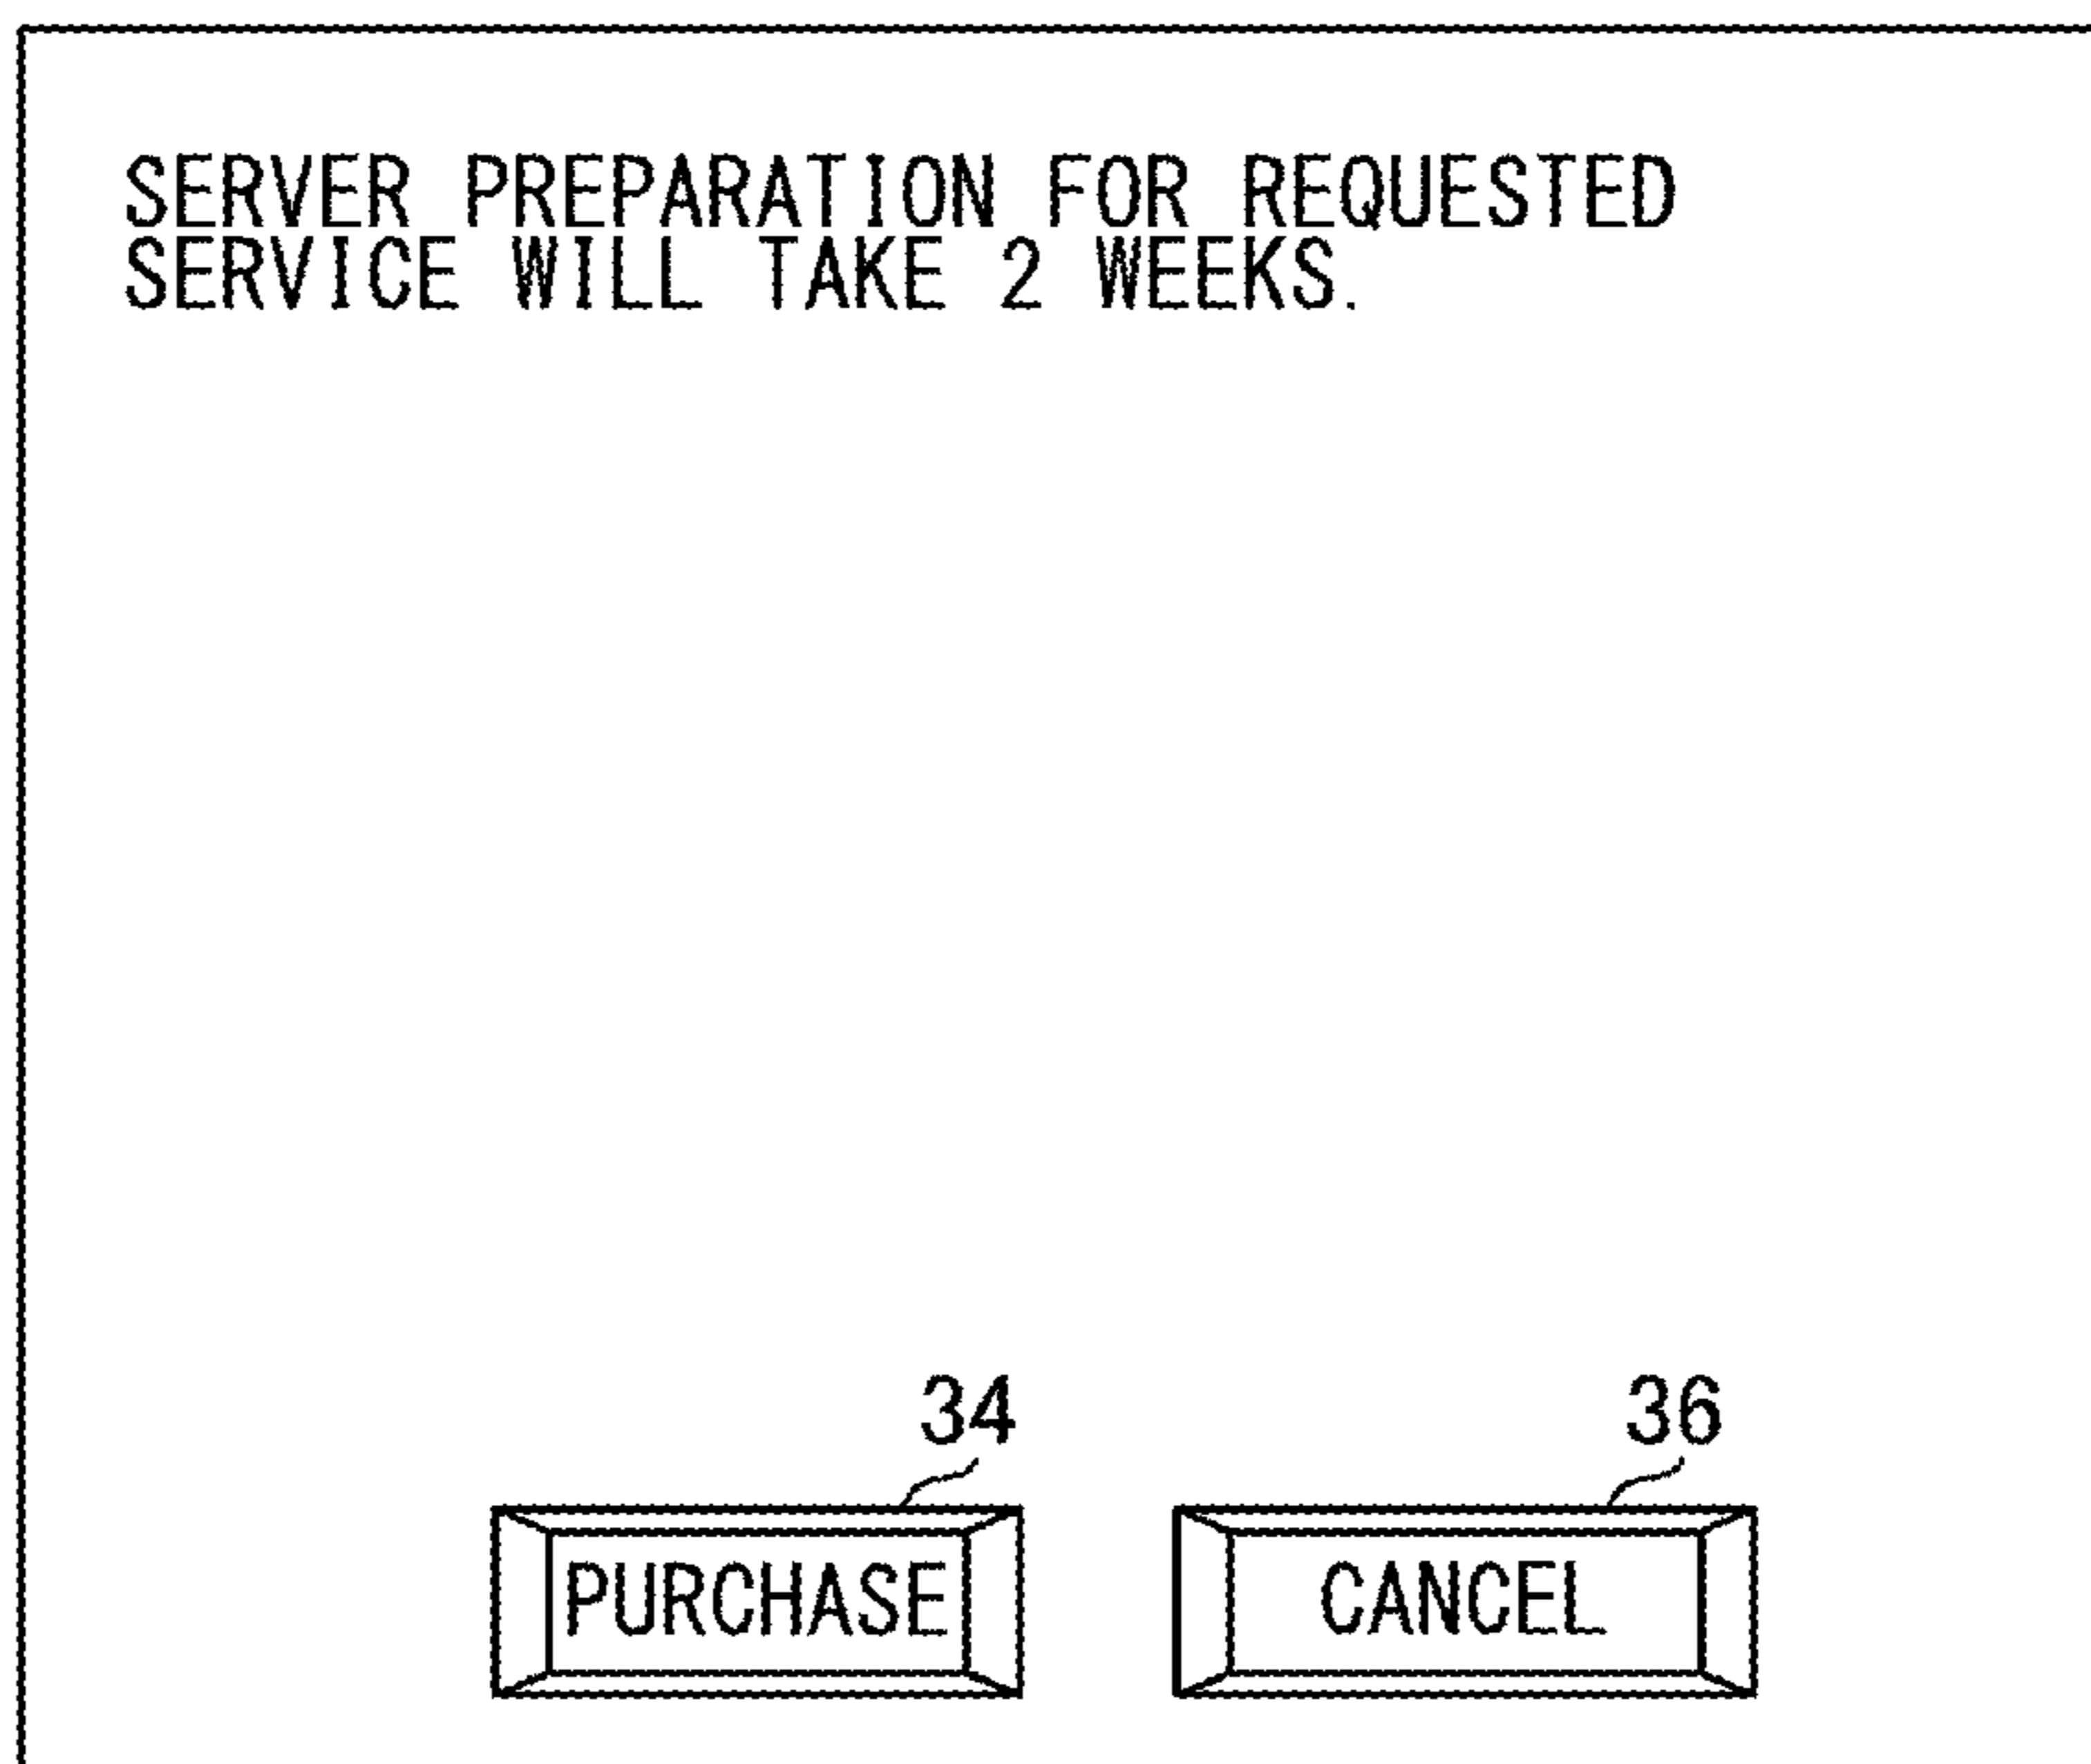 SERVER PREPARATION FOR REQUESTED
SERVICE WILL TAKE 2 WEEKS.
34 36
PURCHASE CANCEL